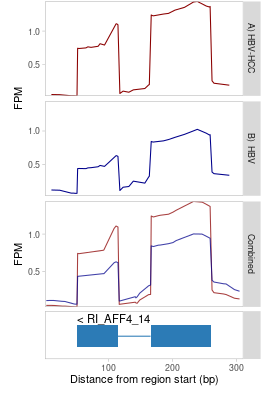 1.0
0.5
A) HBV-HCC
FPM
1.0
0.5
B) HBV
1.0
0.5
Combined
FPM
< RI_AFF4_14
100
200
300
Distance from region start (bp)